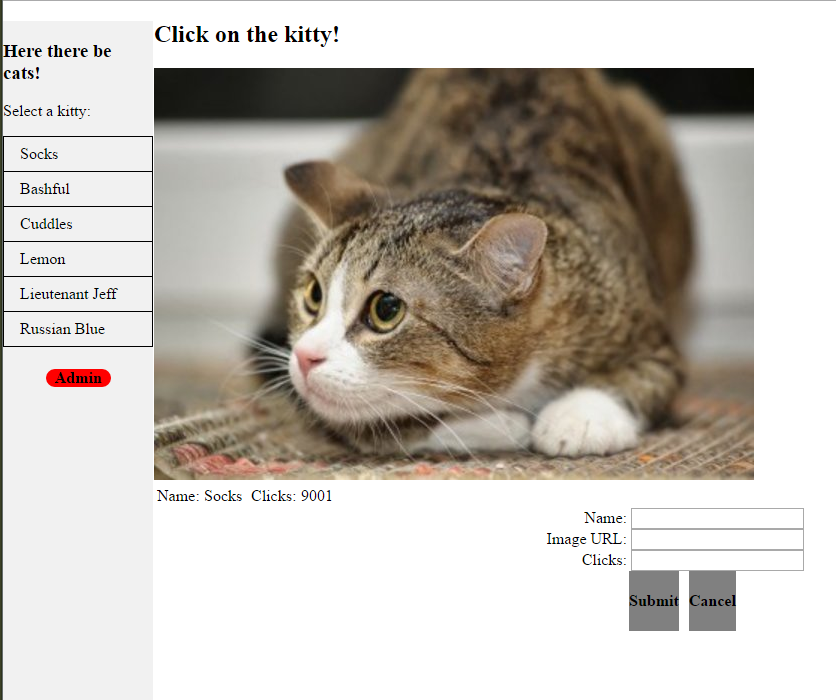 Here there be
cats!
Select a kitty:
Socks
Bashful
Cuddles
Lemon
Lieutenant Jeff
Russian Blue
Admin
Click on the kitty!
Name: Socks Clicks: 9001
Name:
Image URL:
Clicks:
Submit Cancel